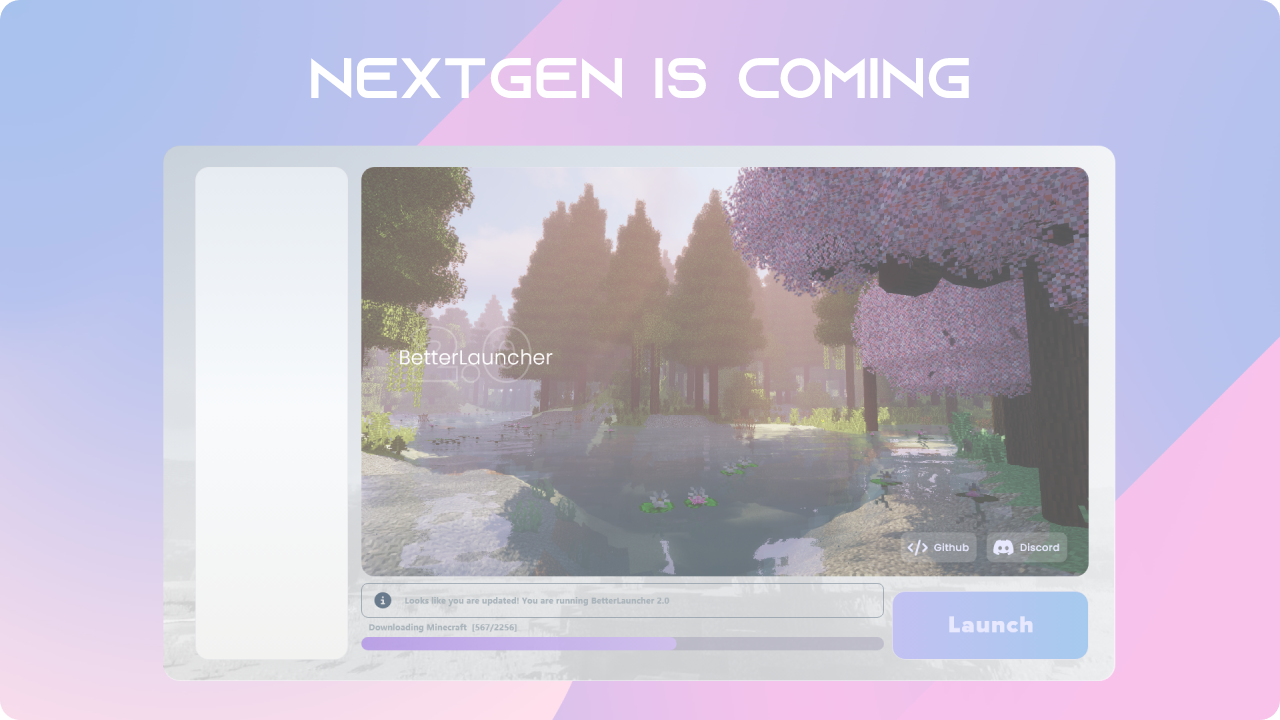 NEXTGEN IS COMING
2.0
BetterLauncher
Github
Discord
Looks like you are updated! You are running BetterLauncher 2.0
Downloading Minecraft [567/2256]
Launch